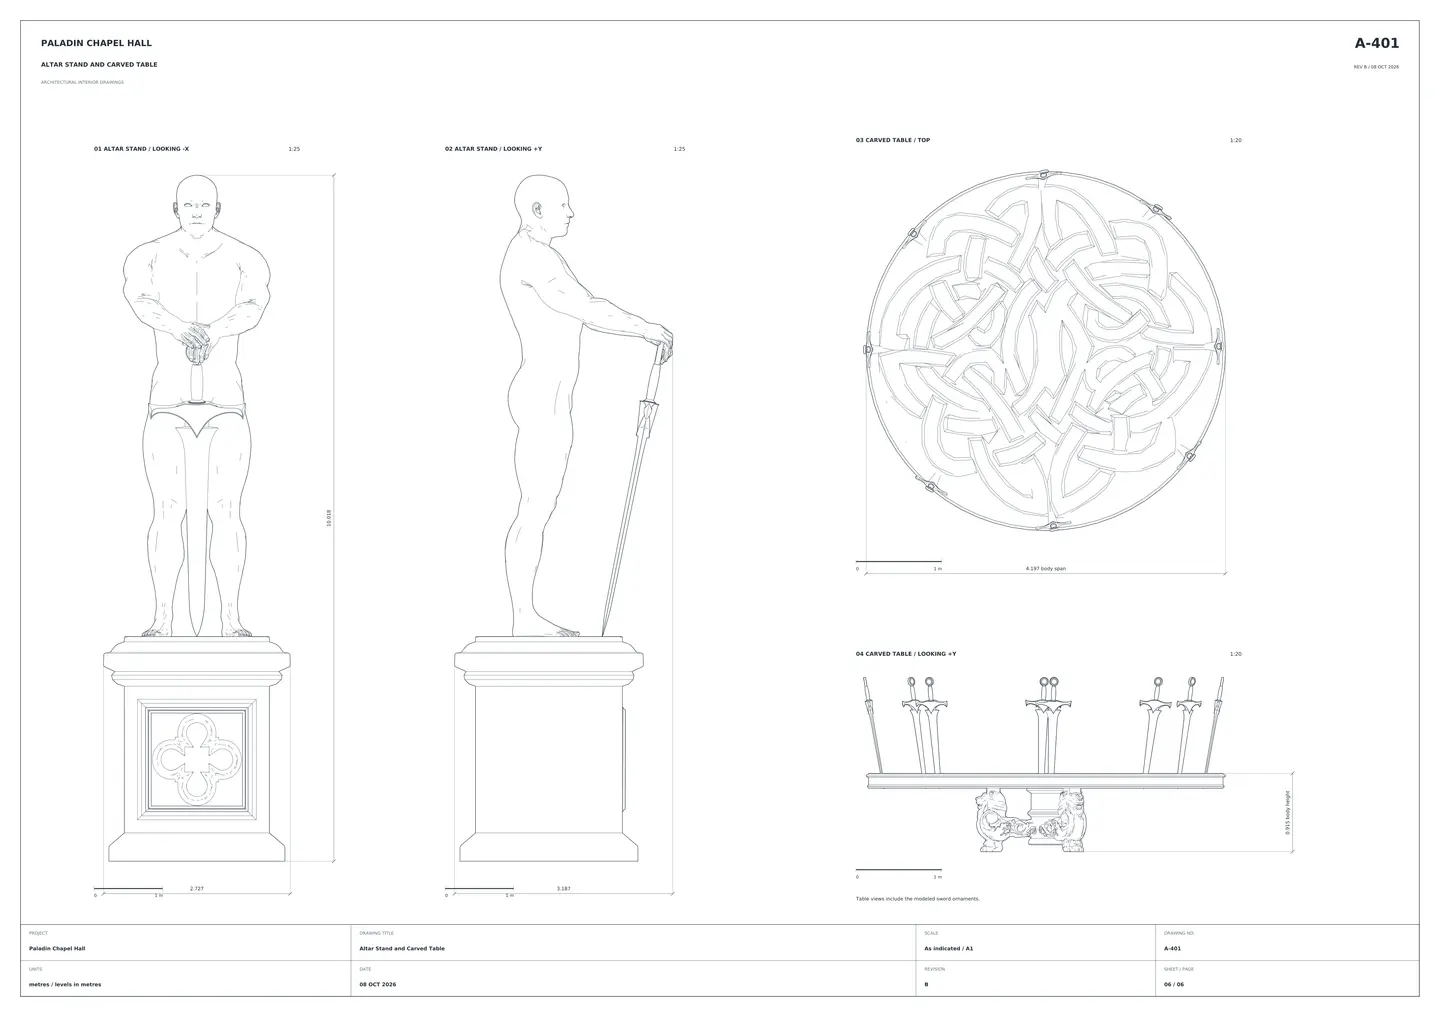 PALADIN CHAPEL HALL
ALTAR STAND AND CARVED TABLE
ARCHITECTURAL INTERIOR DRAWINGS
A-401
REV B / 08 OCT 2026
01 ALTAR STAND / LOOKING -X
1:25
10.018
0
1 m
2.727
02 ALTAR STAND / LOOKING +Y
1:25
0
1 m
3.187
03 CARVED TABLE / TOP
1:20
0
1 m
4.197 body span
04 CARVED TABLE / LOOKING +Y
1:20
0.915 body height
0
1 m
Table views include the modeled sword ornaments.
PROJECT
Paladin Chapel Hall
DRAWING TITLE
Altar Stand and Carved Table
SCALE
As indicated / A1
DRAWING NO
A-401
UNITS
metres / levels in metres
DATE
08 OCT 2026
REVISION
B
SHEET / PAGE
06 / 06